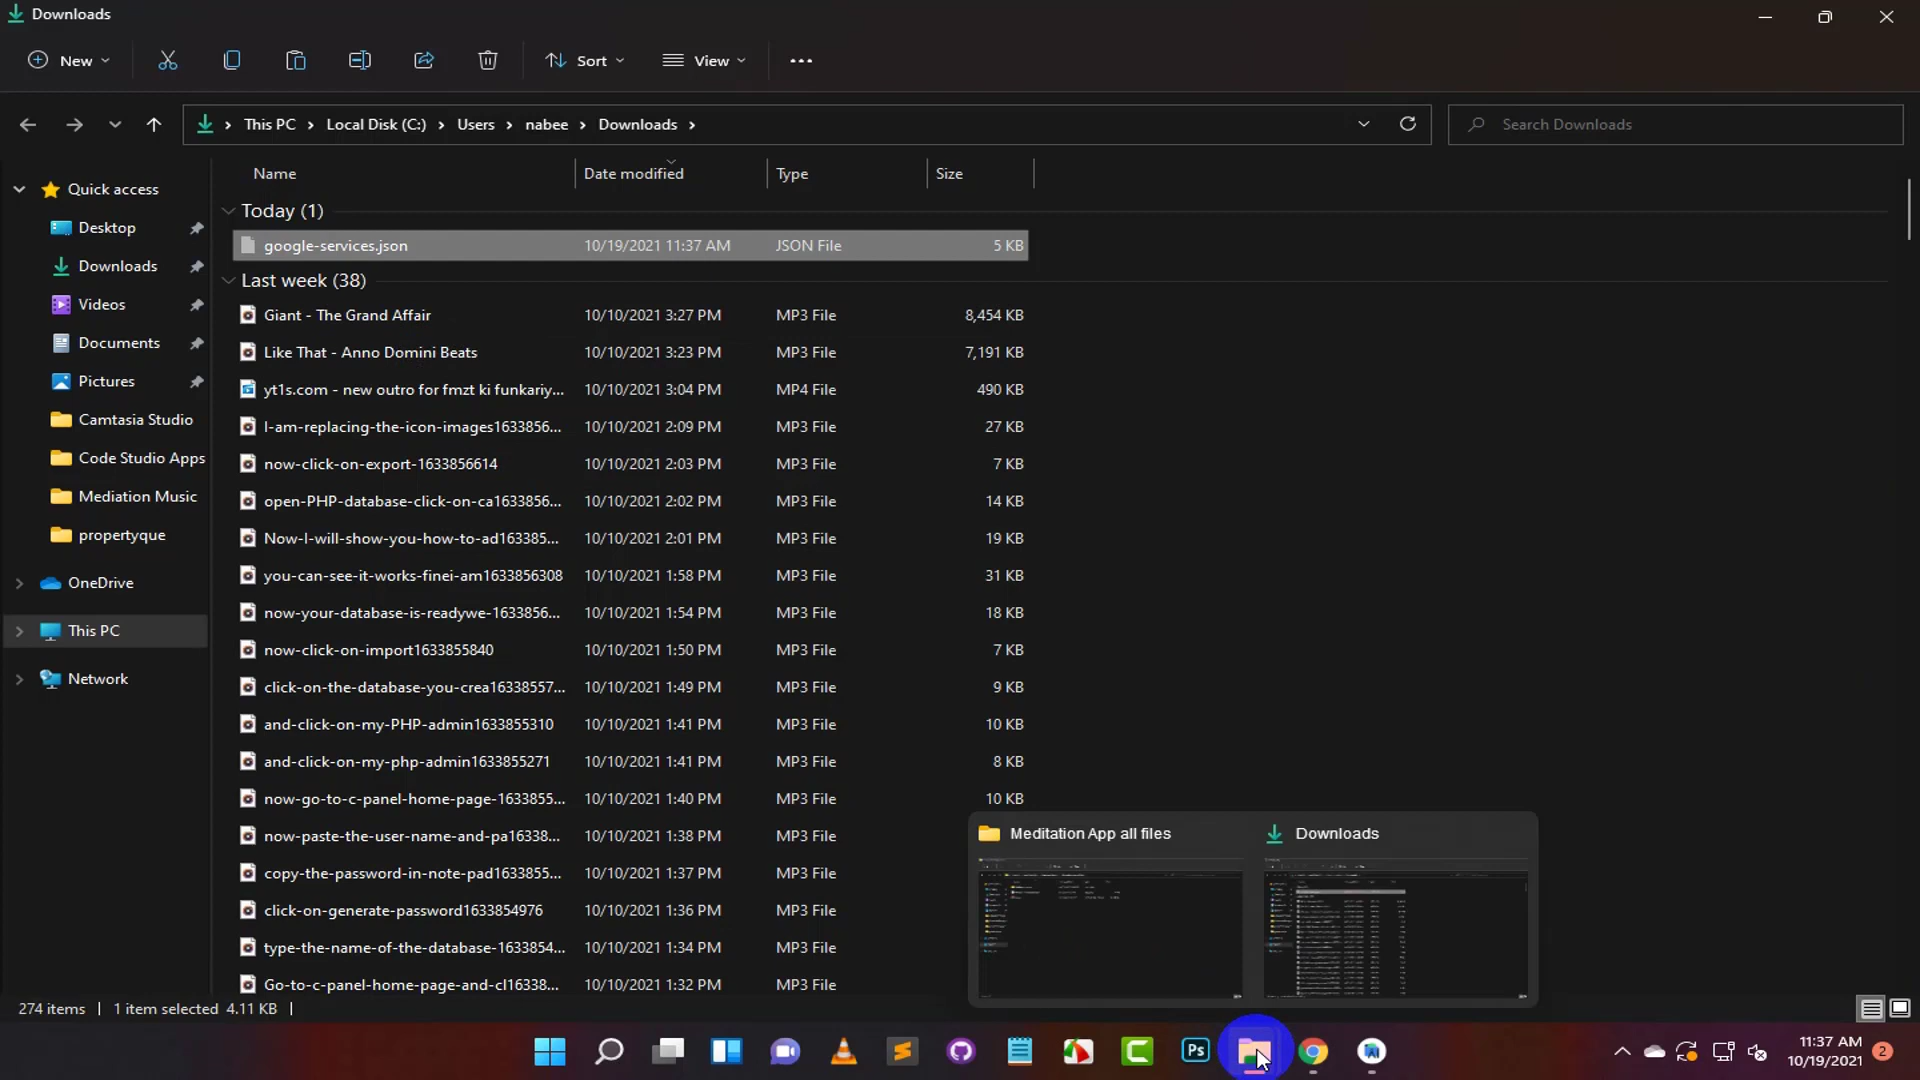 Downloads
New
Sort
View
This PC
Local Disk (C:)
Users
nabee
Downloads
Search Downloads
Name
Date modified
Type
Size
Quick access
Desktop
Downloads
Videos
Documents
Pictures
Camtasia Studio
Code Studio Apps
Mediation Music
propertyque
OneDrive
This PC
Network
Today (1)
google-services.json 10/19/2021 11:37 AM JSON File 5 KB
Last week (38)
Giant - The Grand Affair 10/10/2021 3:27 PM MP3 File 8,454 KB
Like That - Anno Domini Beats 10/10/2021 3:23 PM MP3 File 7,191 KB
yt1s.com - new outro for fmzt ki funkariy... 10/10/2021 3:04 PM MP4 File 490 KB
I-am-replacing-the-icon-images1633856... 10/10/2021 2:09 PM MP3 File 27 KB
now-click-on-export-1633856614 10/10/2021 2:03 PM MP3 File 7 KB
open-PHP-database-click-on-ca1633856... 10/10/2021 2:02 PM MP3 File 14 KB
Now-I-will-show-you-how-to-ad163385... 10/10/2021 2:01 PM MP3 File 19 KB
you-can-see-it-works-finei-am1633856308 10/10/2021 1:58 PM MP3 File 31 KB
now-your-database-is-readywe-1633856... 10/10/2021 1:54 PM MP3 File 18 KB
now-click-on-import1633855840 10/10/2021 1:50 PM MP3 File 7 KB
click-on-the-database-you-crea16338557... 10/10/2021 1:49 PM MP3 File 9 KB
and-click-on-my-PHP-admin1633855310 10/10/2021 1:41 PM MP3 File 10 KB
and-click-on-my-php-admin1633855271 10/10/2021 1:41 PM MP3 File 8 KB
now-go-to-c-panel-home-page-1633855... 10/10/2021 1:40 PM MP3 File 10 KB
now-paste-the-user-name-and-pa16338... 10/10/2021 1:38 PM MP3 File
copy-the-password-in-note-pad1633855... 10/10/2021 1:37 PM MP3 File
click-on-generate-password1633854976 10/10/2021 1:36 PM MP3 File
type-the-name-of-the-database-1633854... 10/10/2021 1:34 PM MP3 File
Go-to-c-panel-home-page-and-cl16338... 10/10/2021 1:32 PM MP3 File
Meditation App all files
Downloads
274 items
1 item selected 4.11 KB
Ps
11:37 AM
10/19/2021
2